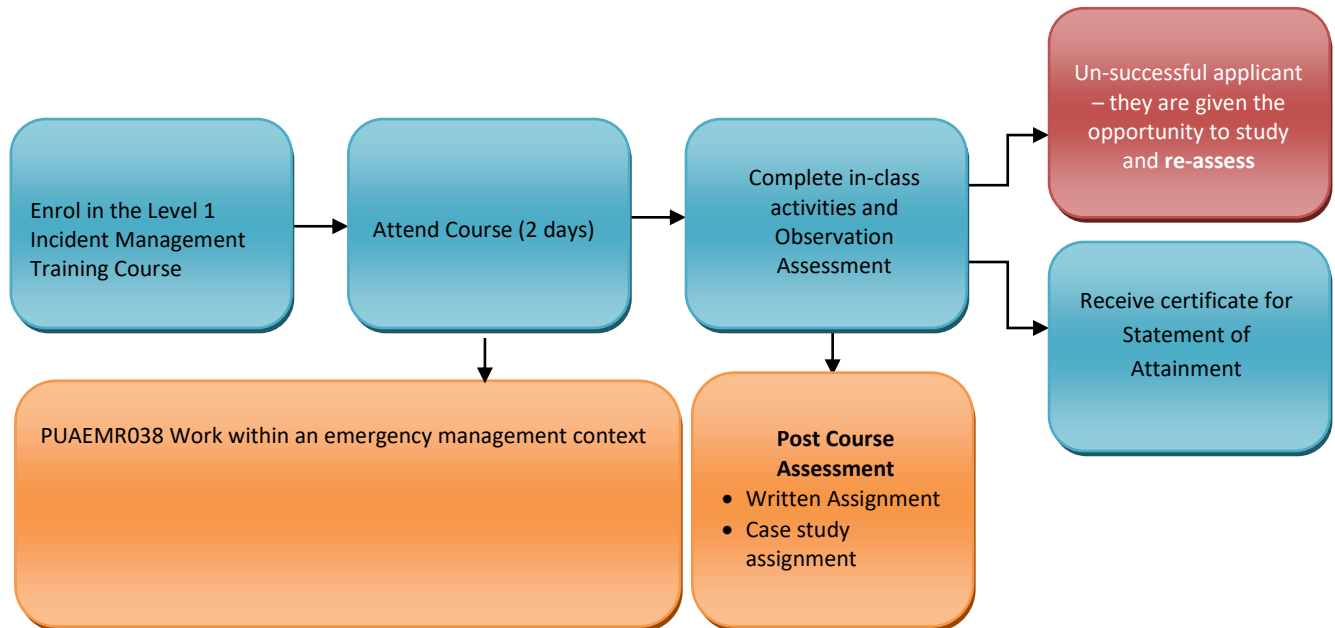 Enrol in the Level 1
Incident Management
Training Course
Attend Course (2 days)
Complete in-class
activities and
Observation
Assessment
Un-successful applicant
– they are given the
opportunity to study
and re-assess
Receive certificate for
Statement of
Attainment
PUAEMR038 Work within an emergency management context
Post Course
Assessment
• Written Assignment
• Case study
assignment